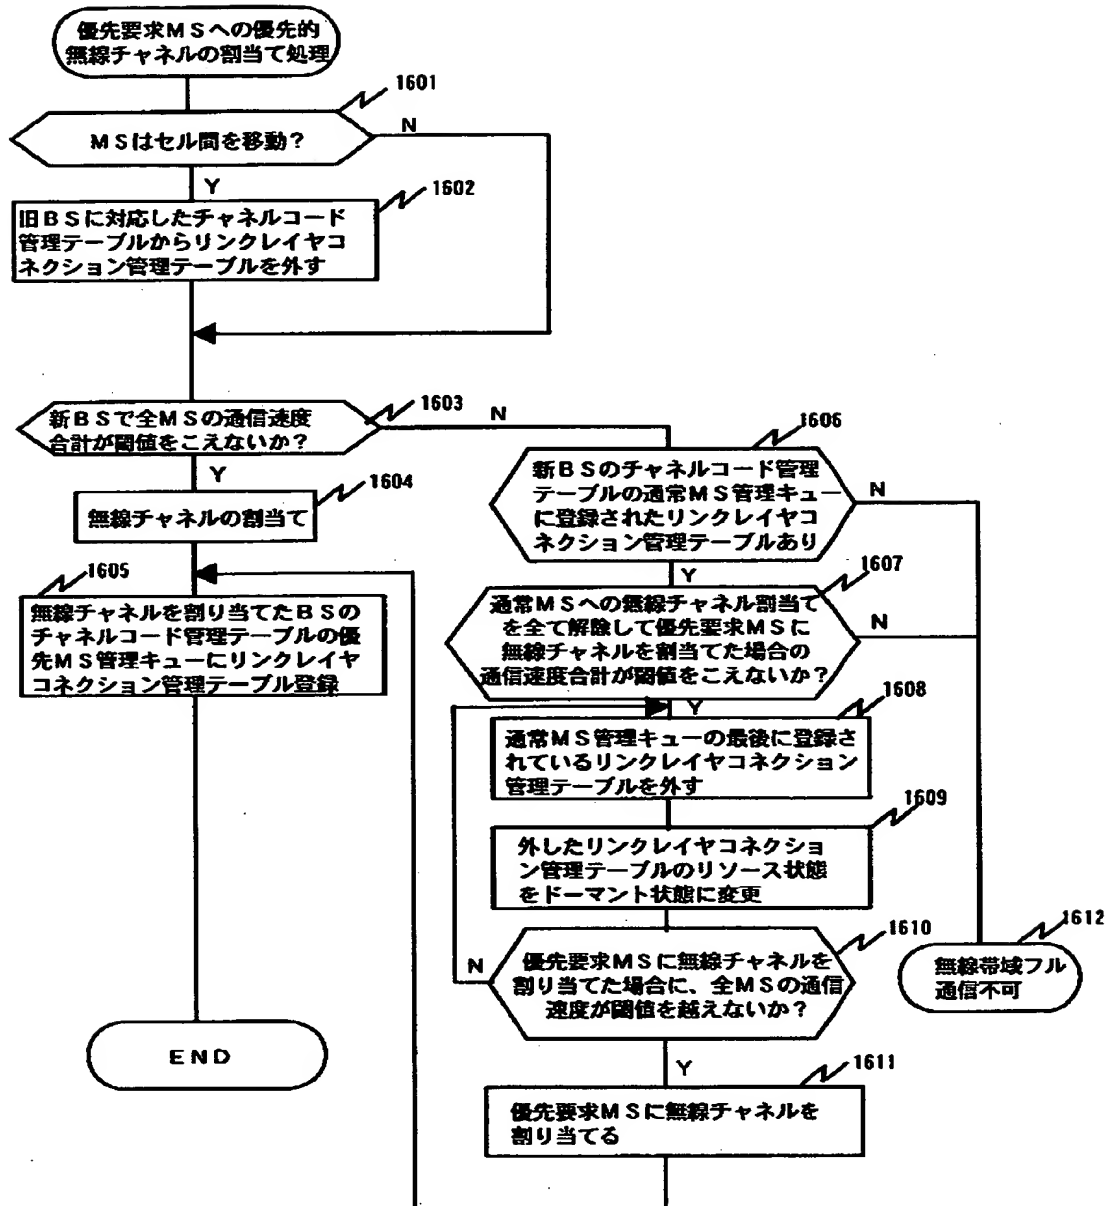 優先要求MSへの優先的
無線チャネルの割当て処理
1601
MSはセル間を移動？
N
Y
1602
旧BSに対応したチャネルコード
管理テーブルからリンクレイヤコ
ネクション管理テーブルを外す
1603
新BSで全MSの通信速度
合計が閾値をこえないか？
N
Y
1604
無線チャネルの割当て
1605
無線チャネルを割り当てたBSの
チャネルコード管理テーブルの優
先MS管理キューにリンクレイヤ
コネクション管理テーブル登録
END
1606
新BSのチャネルコード管理
テーブルの通常MS管理キュー
に登録されたリンクレイヤコ
ネクション管理テーブルあり
N
Y
1607
通常MSへの無線チャネル割当て
を全て解除して優先要求MSに
無線チャネルを割当てた場合の
通信速度合計が閾値をこえないか？
N
Y
1608
通常MS管理キューの最後に登録さ
れているリンクレイヤコネクション
管理テーブルを外す
1609
外したリンクレイヤコネクショ
ン管理テーブルのリソース状態
をドーマント状態に変更
1610
優先要求MSに無線チャネルを
割り当てた場合に、全MSの通信
速度が閾値を越えないか？
N
Y
1611
優先要求MSに無線チャネルを
割り当てる
1612
無線帯域フル
通信不可